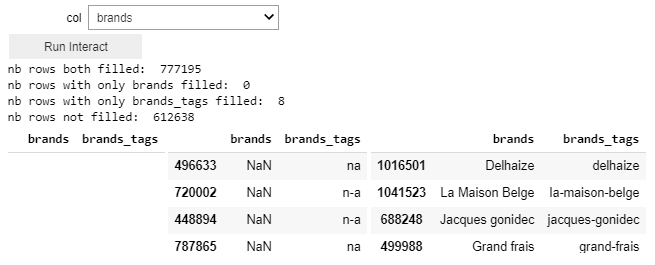 col brands
Run Interact
nb rows both filled:  777195
nb rows with only brands filled:  0
nb rows with only brands_tags filled:  8
nb rows not filled:  612638
brands brands_tags brands brands_tags brands brands_tags
496633 NaN na 1016501 Delhaize delhaize
720002 NaN n-a 1041523 La Maison Belge la-maison-belge
448894 NaN n-a 688248 Jacques gonidec jacques-gonidec
787865 NaN na 499988 Grand frais grand-frais